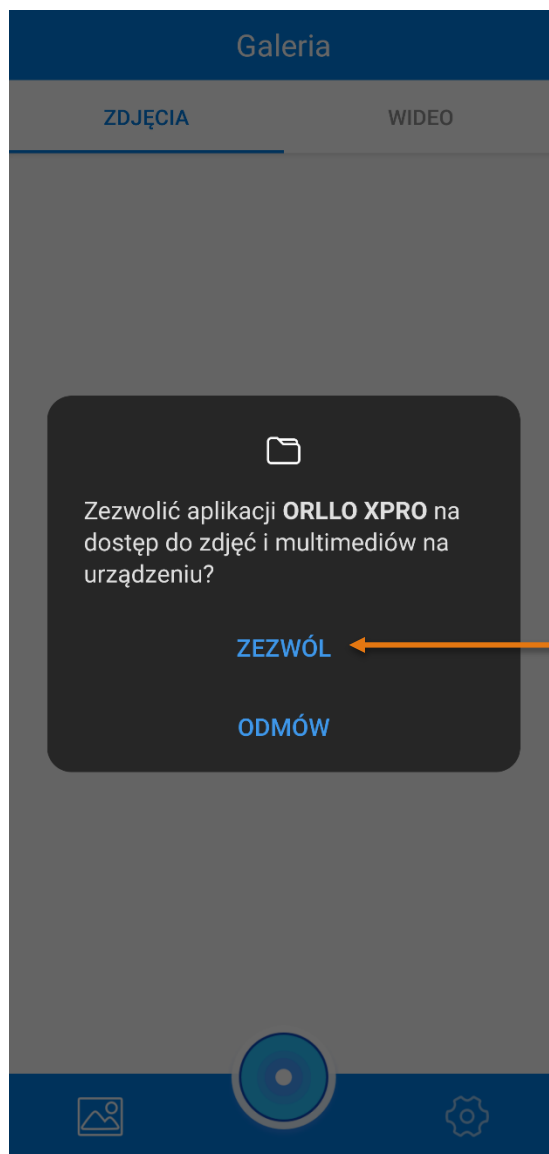 Galeria
ZDJĘCIA
WIDEO
Zezwolić aplikacji ORLLO XPRO na
dostęp do zdjęć i multimediów na
urządzeniu?
ZEZWÓL
ODMÓW